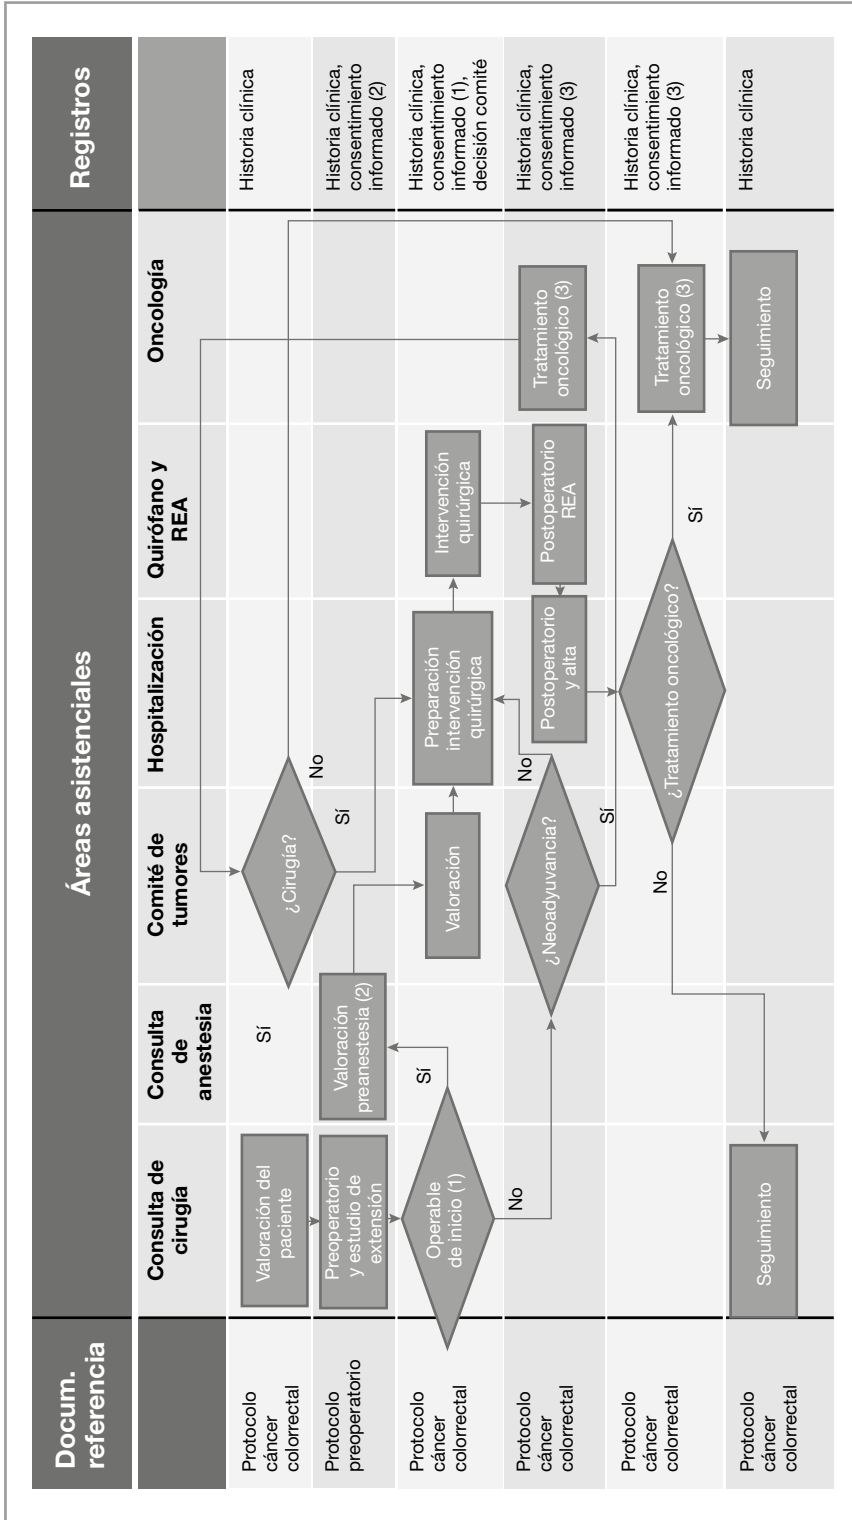 Docum.
referencia
Áreas asistenciales
Registros
Consulta de
cirugía
Consulta
de
anestesia
Comité de
tumores
Hospitalización
Quirófano y
REA
Oncología
Protocolo
cáncer
colorrectal
Valoración del
paciente
Sí
¿Cirugía?
No
Sí
Historia clínica
Protocolo
preoperatorio
Preoperatorio
y estudio de
extensión
Valoración
preanestesia (2)
Historia clínica,
consentimiento
informado (2)
Protocolo
cáncer
colorrectal
Operable
de inicio (1)
Sí
No
Valoración
Preparación
intervención
quirúrgica
Intervención
quirúrgica
Historia clínica,
consentimiento
informado (1),
decisión comité
Protocolo
cáncer
colorrectal
¿Neoadyuvancia?
No
Sí
Postoperatorio
y alta
Postoperatorio
REA
Tratamiento
oncológico (3)
Historia clínica,
consentimiento
informado (3)
Protocolo
cáncer
colorrectal
No
¿Tratamiento oncológico?
Sí
Tratamiento
oncológico (3)
Historia clínica,
consentimiento
informado (3)
Protocolo
cáncer
colorrectal
Seguimiento
Seguimiento
Historia clínica